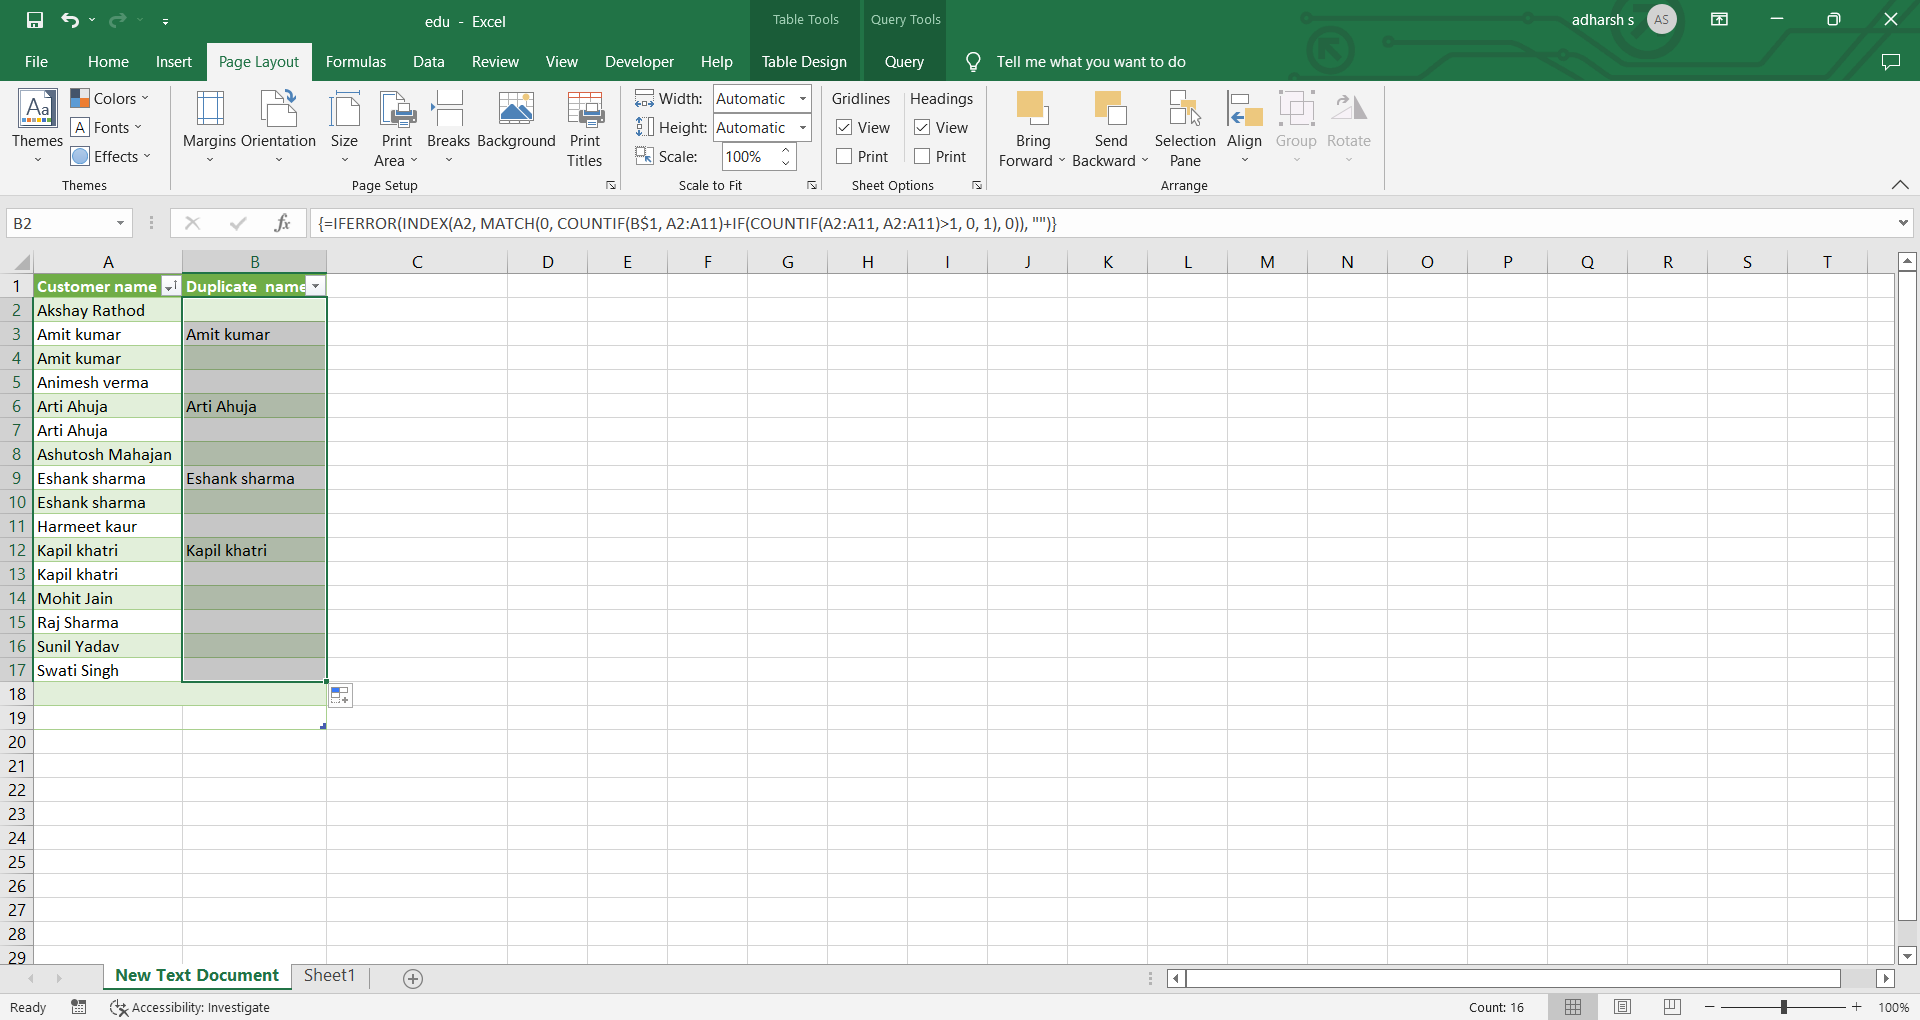 edu - Excel
Table Tools
Query Tools
adharsh s
AS
File
Home
Insert
Page Layout
Formulas
Data
Review
View
Developer
Help
Table Design
Query
Tell me what you want to do
Aa
Themes
Colors
A Fonts
Effects
Themes
Margins
Orientation
Size
Print Area
Breaks
Background
Print Titles
Page Setup
Width: Automatic
Height: Automatic
Scale: 100%
Scale to Fit
Gridlines
View
Print
Headings
View
Print
Sheet Options
Bring Forward
Send Backward
Selection Pane
Align
Group
Rotate
Arrange
B2
fx
{=IFERROR(INDEX(A2, MATCH(0, COUNTIF(B$1, A2:A11)+IF(COUNTIF(A2:A11, A2:A11)>1, 0, 1), 0)), "")}
A B C D E F G H I J K L M N O P Q R S T
1 Customer name Duplicate name
2 Akshay Rathod
3 Amit kumar Amit kumar
4 Amit kumar
5 Animesh verma
6 Arti Ahuja Arti Ahuja
7 Arti Ahuja
8 Ashutosh Mahajan
9 Eshank sharma Eshank sharma
10 Eshank sharma
11 Harmeet kaur
12 Kapil khatri Kapil khatri
13 Kapil khatri
14 Mohit Jain
15 Raj Sharma
16 Sunil Yadav
17 Swati Singh
18
19
20
21
22
23
24
25
26
27
28
29
New Text Document
Sheet1
Ready
Accessibility: Investigate
Count: 16
100%